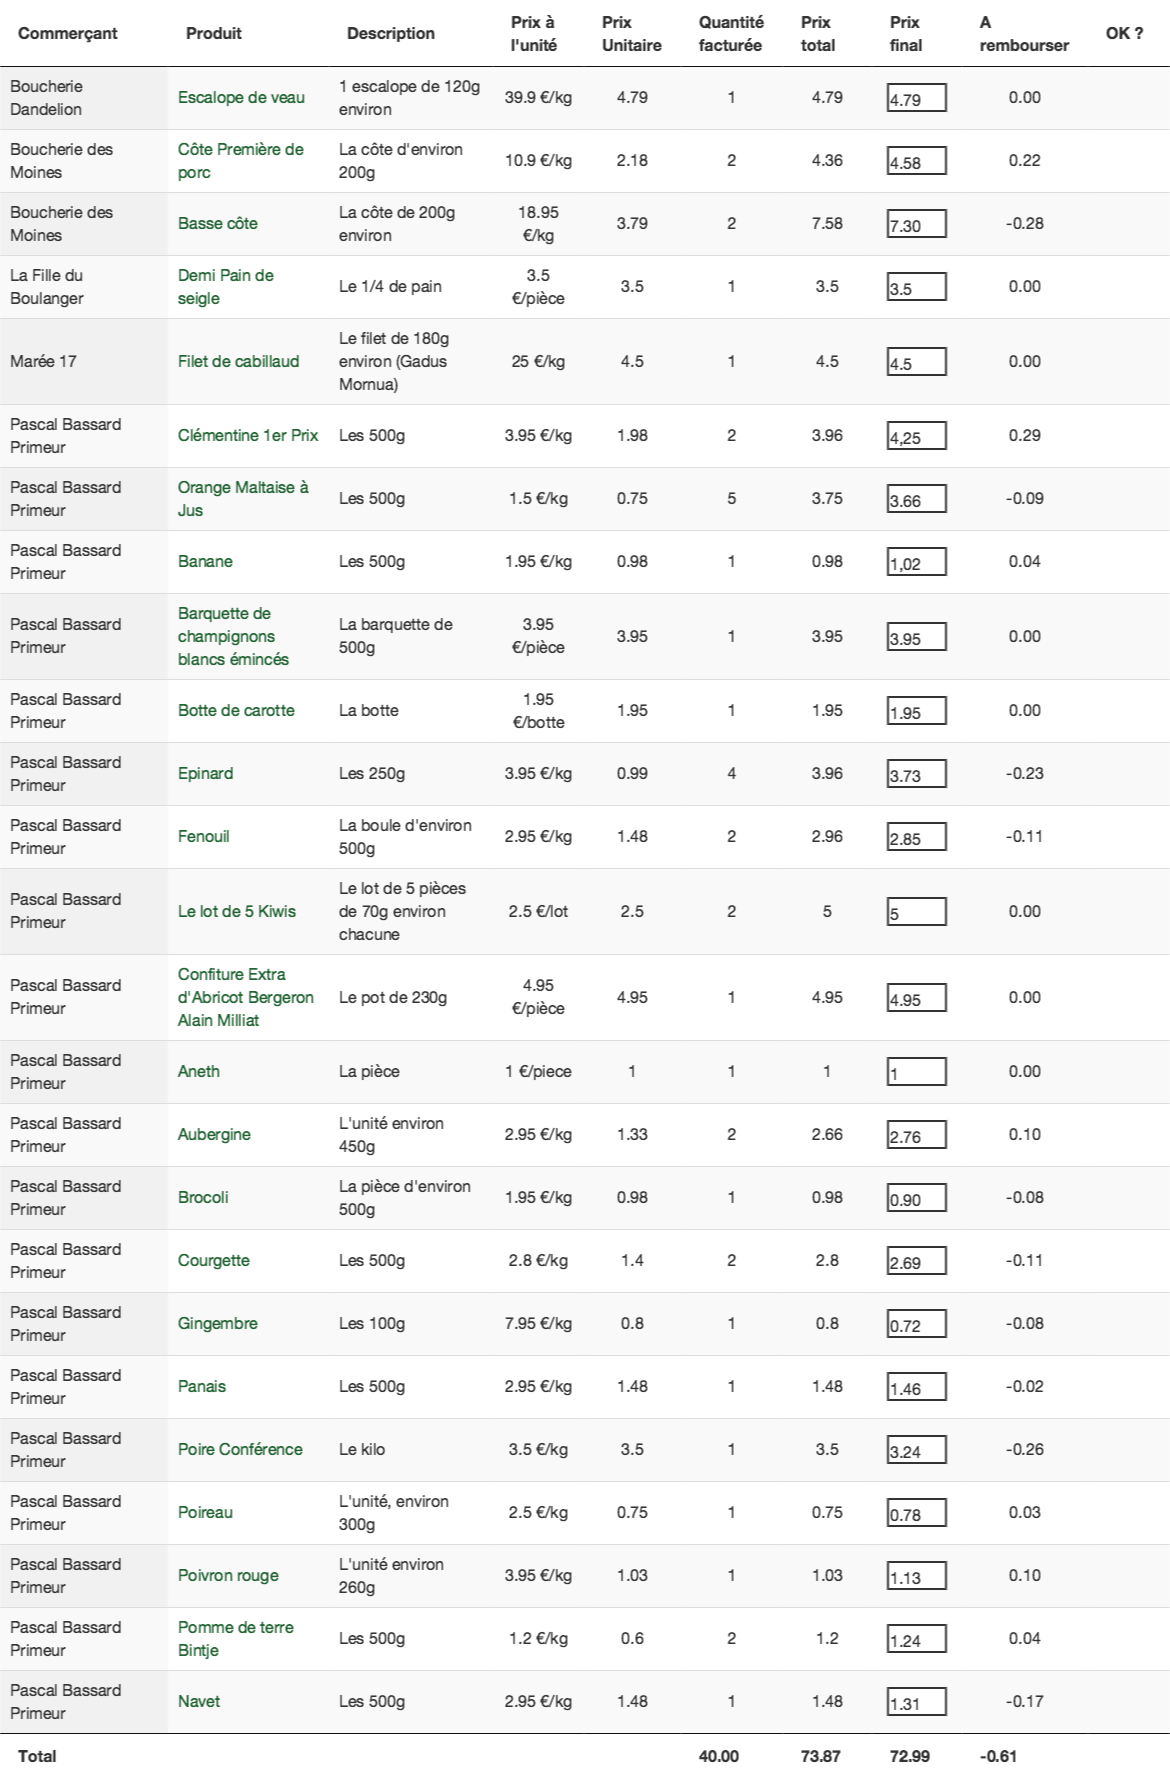 Commerçant Produit Description Prix à l'unité Prix Unitaire Quantité facturée Prix total Prix final A rembourser OK ?
Boucherie Dandelion Escalope de veau 1 escalope de 120g environ 39.9 €/kg 4.79 1 4.79 4.79 0.00
Boucherie des Moines Côte Première de porc La côte d'environ 200g 10.9 €/kg 2.18 2 4.36 4.58 0.22
Boucherie des Moines Basse côte La côte de 200g environ 18.95 €/kg 3.79 2 7.58 7.30 -0.28
La Fille du Boulanger Demi Pain de seigle Le 1/4 de pain 3.5 €/pièce 3.5 1 3.5 3.5 0.00
Marée 17 Filet de cabillaud Le filet de 180g environ (Gadus Mornua) 25 €/kg 4.5 1 4.5 4.5 0.00
Pascal Bassard Primeur Clémentine 1er Prix Les 500g 3.95 €/kg 1.98 2 3.96 4,25 0.29
Pascal Bassard Primeur Orange Maltaise à Jus Les 500g 1.5 €/kg 0.75 5 3.75 3.66 -0.09
Pascal Bassard Primeur Banane Les 500g 1.95 €/kg 0.98 1 0.98 1,02 0.04
Pascal Bassard Primeur Barquette de champignons blancs émincés La barquette de 500g 3.95 €/pièce 3.95 1 3.95 3.95 0.00
Pascal Bassard Primeur Botte de carotte La botte 1.95 €/botte 1.95 1 1.95 1.95 0.00
Pascal Bassard Primeur Epinard Les 250g 3.95 €/kg 0.99 4 3.96 3.73 -0.23
Pascal Bassard Primeur Fenouil La boule d'environ 500g 2.95 €/kg 1.48 2 2.96 2.85 -0.11
Pascal Bassard Primeur Le lot de 5 Kiwis Le lot de 5 pièces de 70g environ chacune 2.5 €/lot 2.5 2 5 5 0.00
Pascal Bassard Primeur Confiture Extra d'Abricot Bergeron Alain Milliat Le pot de 230g 4.95 €/pièce 4.95 1 4.95 4.95 0.00
Pascal Bassard Primeur Aneth La pièce 1 €/piece 1 1 1 1 0.00
Pascal Bassard Primeur Aubergine L'unité environ 450g 2.95 €/kg 1.33 2 2.66 2.76 0.10
Pascal Bassard Primeur Brocoli La pièce d'environ 500g 1.95 €/kg 0.98 1 0.98 0.90 -0.08
Pascal Bassard Primeur Courgette Les 500g 2.8 €/kg 1.4 2 2.8 2.69 -0.11
Pascal Bassard Primeur Gingembre Les 100g 7.95 €/kg 0.8 1 0.8 0.72 -0.08
Pascal Bassard Primeur Panais Les 500g 2.95 €/kg 1.48 1 1.48 1.46 -0.02
Pascal Bassard Primeur Poire Conférence Le kilo 3.5 €/kg 3.5 1 3.5 3.24 -0.26
Pascal Bassard Primeur Poireau L'unité, environ 300g 2.5 €/kg 0.75 1 0.75 0.78 0.03
Pascal Bassard Primeur Poivron rouge L'unité environ 260g 3.95 €/kg 1.03 1 1.03 1.13 0.10
Pascal Bassard Primeur Pomme de terre Bintje Les 500g 1.2 €/kg 0.6 2 1.2 1.24 0.04
Pascal Bassard Primeur Navet Les 500g 2.95 €/kg 1.48 1 1.48 1.31 -0.17
Total 40.00 73.87 72.99 -0.61